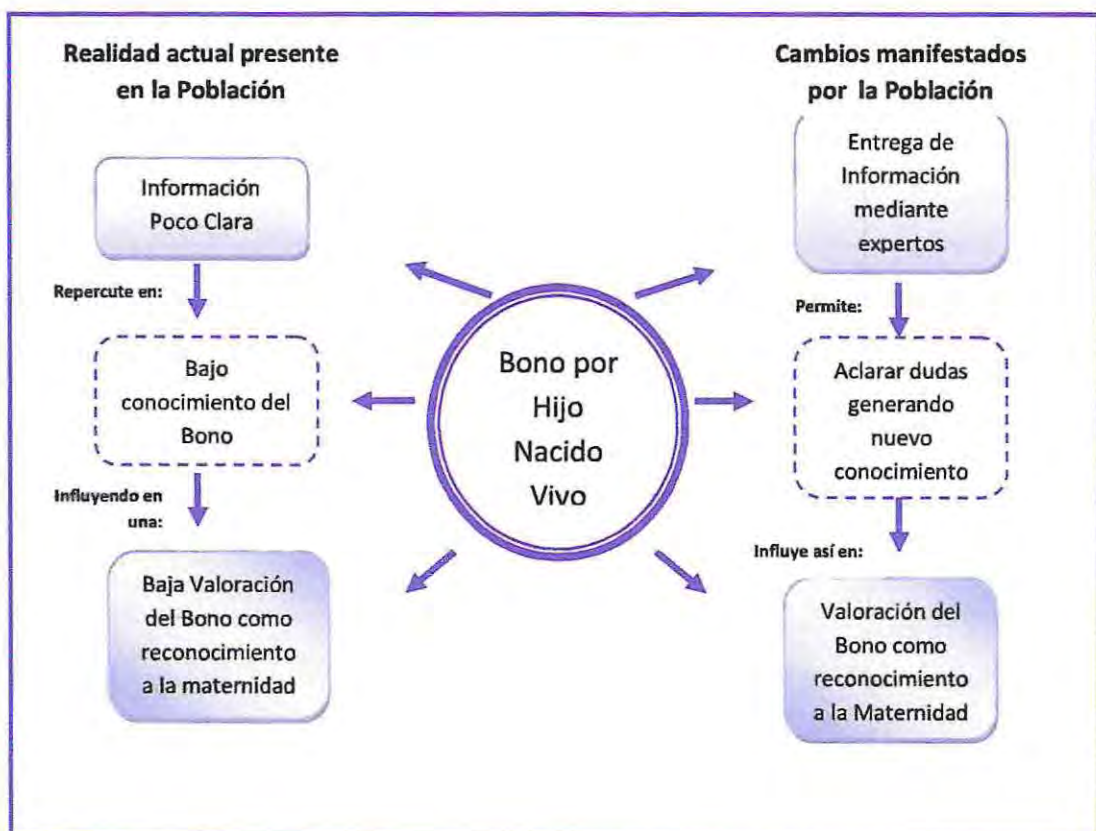 Realidad actual presente
en la Población
Información
Poco Clara
Repercute en:
Bajo
conocimiento del
Bono
Influyendo en
una:
Baja Valoración
del Bono como
reconocimiento
a la maternidad
Bono por
Hijo
Nacido
Vivo
Cambios manifestados
por la Población
Entrega de
Información
mediante
expertos
Permite:
Aclarar dudas
generando
nuevo
conocimiento
Influye así en:
Valoración del
Bono como
reconocimiento
a la Maternidad